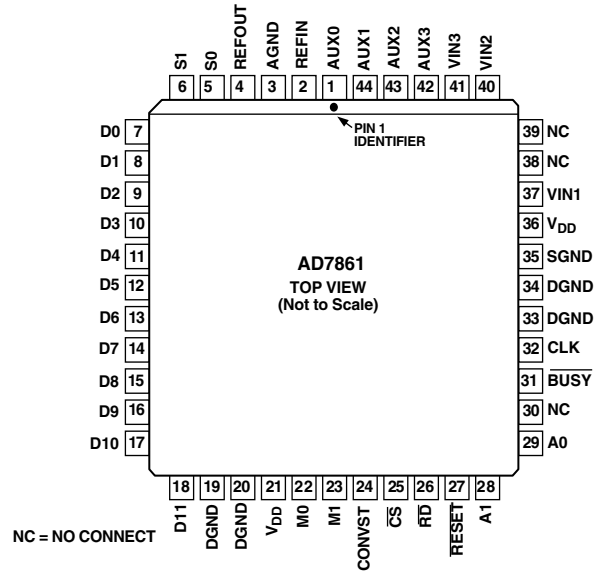 S1 S0 REFOUT AGND REFIN AUX0 AUX1 AUX2 AUX3 VIN3 VIN2
6 5 4 3 2 1 44 43 42 41 40
PIN 1
IDENTIFIER
D0 7
D1 8
D2 9
D3 10
D4 11
D5 12
D6 13
D7 14
D8 15
D9 16
D10 17
AD7861
TOP VIEW
(Not to Scale)
39 NC
38 NC
37 VIN1
36 VDD
35 SGND
34 DGND
33 DGND
32 CLK
31 BUSY
30 NC
29 A0
18 19 20 21 22 23 24 25 26 27 28
D11 DGND DGND VDD M0 M1 CONVST CS RD RESET A1
NC = NO CONNECT